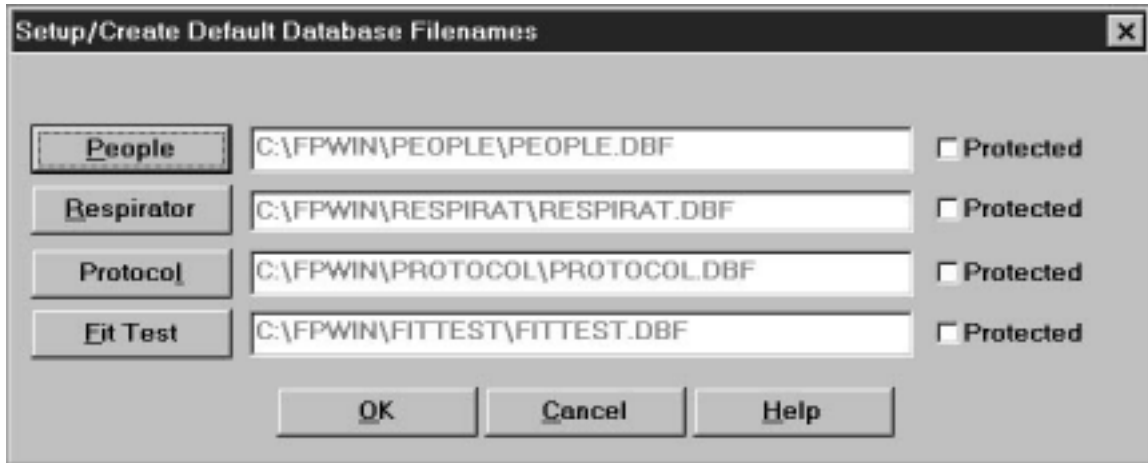 Setup/Create Default Database Filenames
People C:\FPWIN\PEOPLE\PEOPLE.DBF Protected
Respirator C:\FPWIN\RESPIRAT\RESPIRAT.DBF Protected
Protocol C:\FPWIN\PROTOCOL\PROTOCOL.DBF Protected
Fit Test C:\FPWIN\FITTEST\FITTEST.DBF Protected
OK Cancel Help